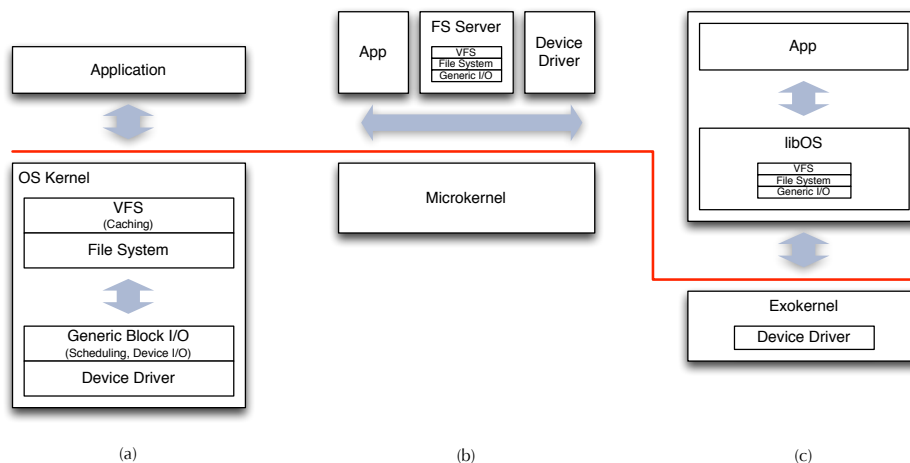 Application
OS Kernel
VFS
(Caching)
File System
Generic Block I/O
(Scheduling, Device I/O)
Device Driver
(a)
App
FS Server
VFS
File System
Generic I/O
Device
Driver
Microkernel
(b)
App
libOS
VFS
File System
Generic I/O
Exokernel
Device Driver
(c)